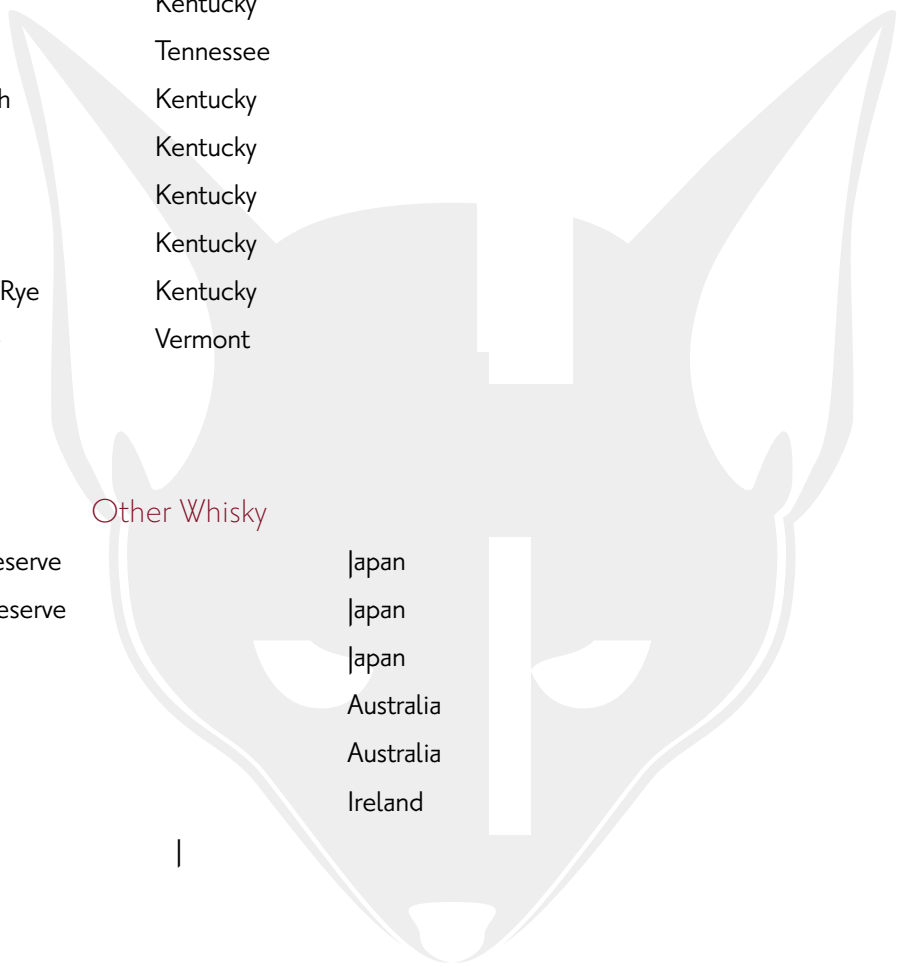 Kentucky
Tennessee
h Kentucky
Kentucky
Kentucky
Kentucky
Rye Kentucky
Vermont
Other Whisky
eserve Japan
eserve Japan
Japan
Australia
Australia
Ireland